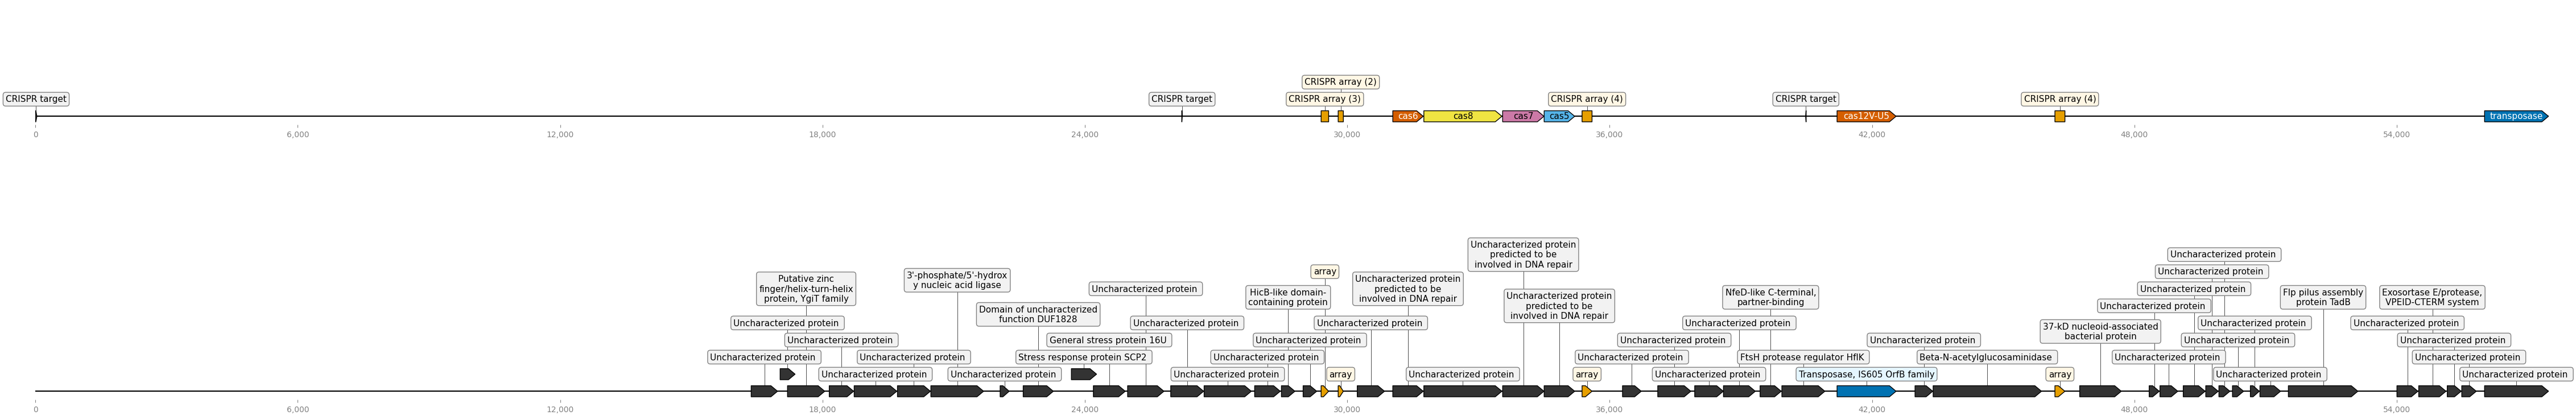 CRISPR array (2)
CRISPR target
CRISPR target
CRISPR array (3)
CRISPR array (4)
CRISPR target
CRISPR array (4)
cas6
cas8
cas7
cas5
cas12V-U5
transposase
0
6,000
12,000
18,000
24,000
30,000
36,000
42,000
48,000
54,000
Uncharacterized protein
predicted to be
involved in DNA repair
Uncharacterized protein
array
Uncharacterized protein
3'-phosphate/5'-hydrox
y nucleic acid ligase
Putative zinc
finger/helix-turn-helix
protein, YgiT family
Uncharacterized protein
predicted to be
involved in DNA repair
Uncharacterized protein
Uncharacterized protein
HicB-like domain-
containing protein
NfeD-like C-terminal,
partner-binding
Flp pilus assembly
protein TadB
Exosortase E/protease,
VPEID-CTERM system
Uncharacterized protein
predicted to be
involved in DNA repair
Domain of uncharacterized
function DUF1828
Uncharacterized protein
Uncharacterized protein
Uncharacterized protein
Uncharacterized protein
Uncharacterized protein
37-kD nucleoid-associated
bacterial protein
Uncharacterized protein
Uncharacterized protein
Uncharacterized protein
General stress protein 16U
Uncharacterized protein
Uncharacterized protein
Uncharacterized protein
Uncharacterized protein
Uncharacterized protein
Uncharacterized protein
Uncharacterized protein
Stress response protein SCP2
Uncharacterized protein
Uncharacterized protein
FtsH protease regulator HflK
Beta-N-acetylglucosaminidase
Uncharacterized protein
Uncharacterized protein
Uncharacterized protein
Uncharacterized protein
Uncharacterized protein
array
Uncharacterized protein
array
Uncharacterized protein
Transposase, IS605 OrfB family
array
Uncharacterized protein
Uncharacterized protein
0
6,000
12,000
18,000
24,000
30,000
36,000
42,000
48,000
54,000